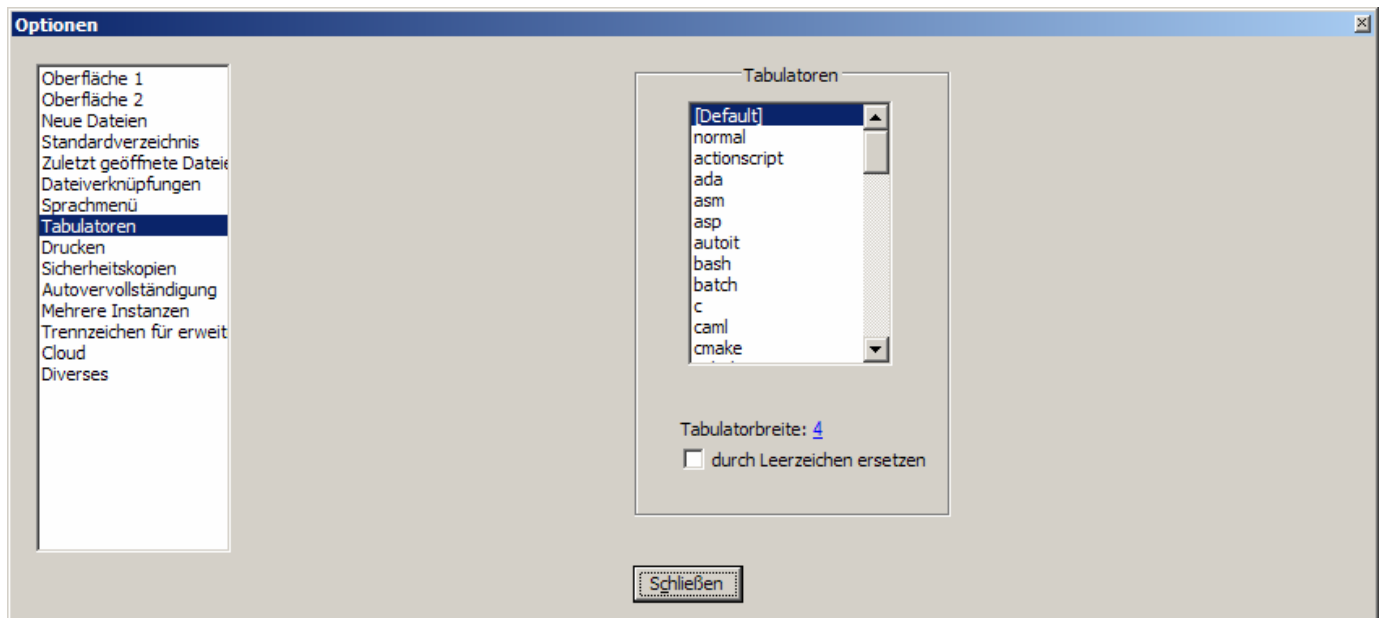 Optionen
Oberfläche 1
Oberfläche 2
Neue Dateien
Standardverzeichnis
Zuletzt geöffnete Dateie
Dateiverknüpfungen
Sprachmenü
Tabulatoren
Drucken
Sicherheitskopien
Autovervollständigung
Mehrere Instanzen
Trennzeichen für erweit
Cloud
Diverses
Tabulatoren
[Default]
normal
actionscript
ada
asm
asp
autoit
bash
batch
c
caml
cmake
Tabulatorbreite: 4
durch Leerzeichen ersetzen
Schließen